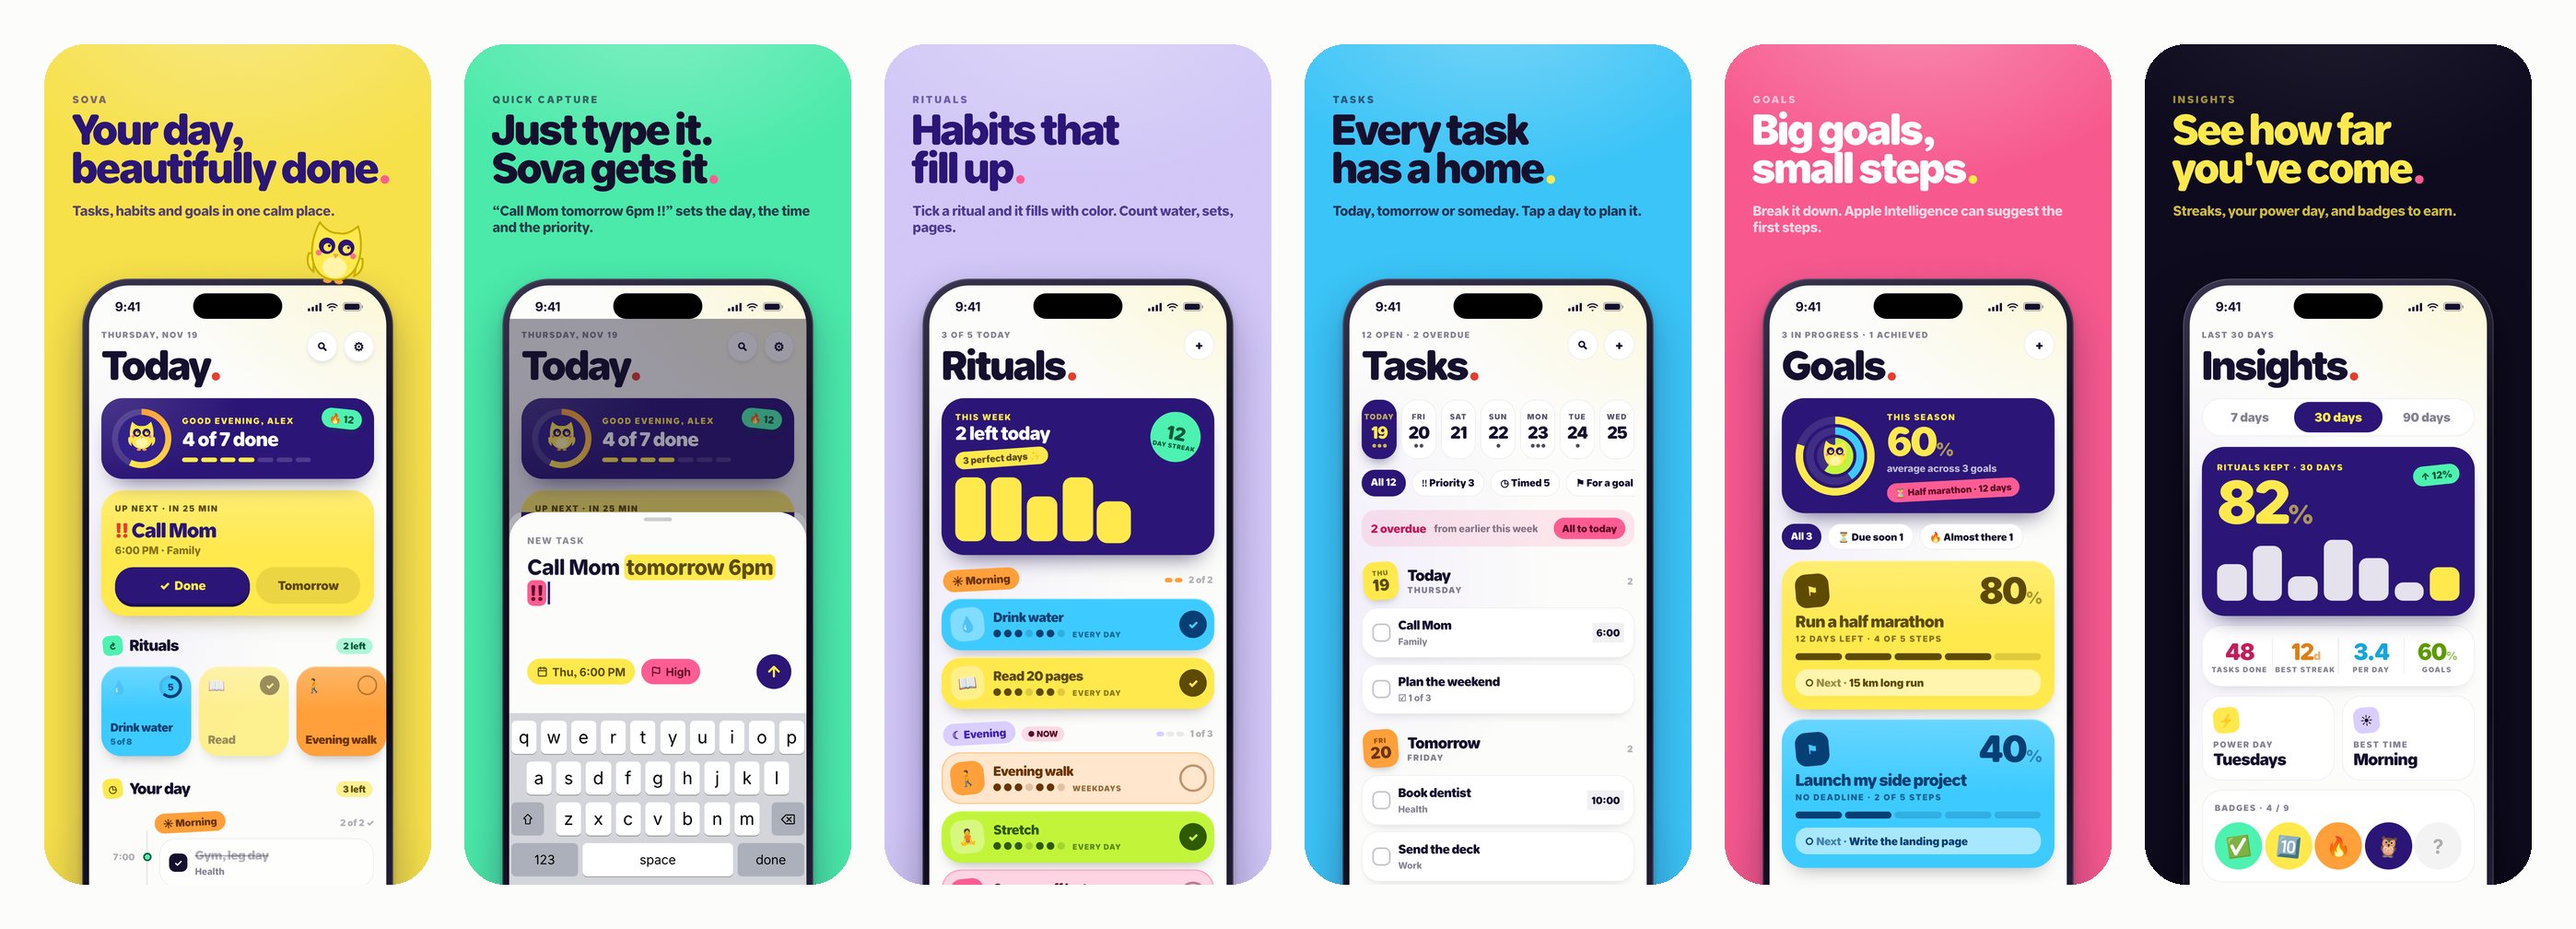 SOVA
Your day,
beautifully done.
Tasks, habits and goals in one calm place.
9:41
THURSDAY, NOV 19
Today.
GOOD EVENING, ALEX
🔥 12
4 of 7 done
UP NEXT · IN 25 MIN
!! Call Mom
6:00 PM · Family
✓ Done
Tomorrow
Rituals
2 left
5
Drink water
5 of 8
Read
Evening walk
Your day
3 left
☀ Morning
2 of 2 ✓
7:00
Gym, leg day
Health
QUICK CAPTURE
Just type it.
Sova gets it.
“Call Mom tomorrow 6pm !!” sets the day, the time
and the priority.
9:41
THURSDAY, NOV 19
Today.
GOOD EVENING, ALEX
🔥 12
4 of 7 done
UP NEXT · IN 25 MIN
NEW TASK
Call Mom tomorrow 6pm
!!
Thu, 6:00 PM
High
q w e r t y u i o p
a s d f g h j k l
z x c v b n m
123
space
done
RITUALS
Habits that
fill up.
Tick a ritual and it fills with color. Count water, sets,
pages.
9:41
3 OF 5 TODAY
Rituals.
THIS WEEK
2 left today
3 perfect days
12
DAY STREAK
☀ Morning
2 of 2
Drink water
EVERY DAY
Read 20 pages
EVERY DAY
☾ Evening
NOW
1 of 3
Evening walk
WEEKDAYS
Stretch
EVERY DAY
TASKS
Every task
has a home.
Today, tomorrow or someday. Tap a day to plan it.
9:41
12 OPEN · 2 OVERDUE
Tasks.
TODAY FRI SAT SUN MON TUE WED
19 20 21 22 23 24 25
All 12
!! Priority 3
Timed 5
For a goal
2 overdue from earlier this week
All to today
THU
19
Today
THURSDAY
2
Call Mom
Family
6:00
Plan the weekend
1 of 3
FRI
20
Tomorrow
FRIDAY
2
Book dentist
Health
10:00
Send the deck
Work
GOALS
Big goals,
small steps.
Break it down. Apple Intelligence can suggest the
first steps.
9:41
3 IN PROGRESS · 1 ACHIEVED
Goals.
THIS SEASON
60%
average across 3 goals
⏳ Half marathon · 12 days
All 3
⏳ Due soon 1
🔥 Almost there 1
80%
Run a half marathon
12 DAYS LEFT · 4 OF 5 STEPS
Next · 15 km long run
40%
Launch my side project
NO DEADLINE · 2 OF 5 STEPS
Next · Write the landing page
INSIGHTS
See how far
you've come.
Streaks, your power day, and badges to earn.
9:41
LAST 30 DAYS
Insights.
7 days
30 days
90 days
RITUALS KEPT · 30 DAYS
↑ 12%
82%
48 12d 3.4 60%
TASKS DONE BEST STREAK PER DAY GOALS
POWER DAY
Tuesdays
BEST TIME
Morning
BADGES · 4 / 9
10
?